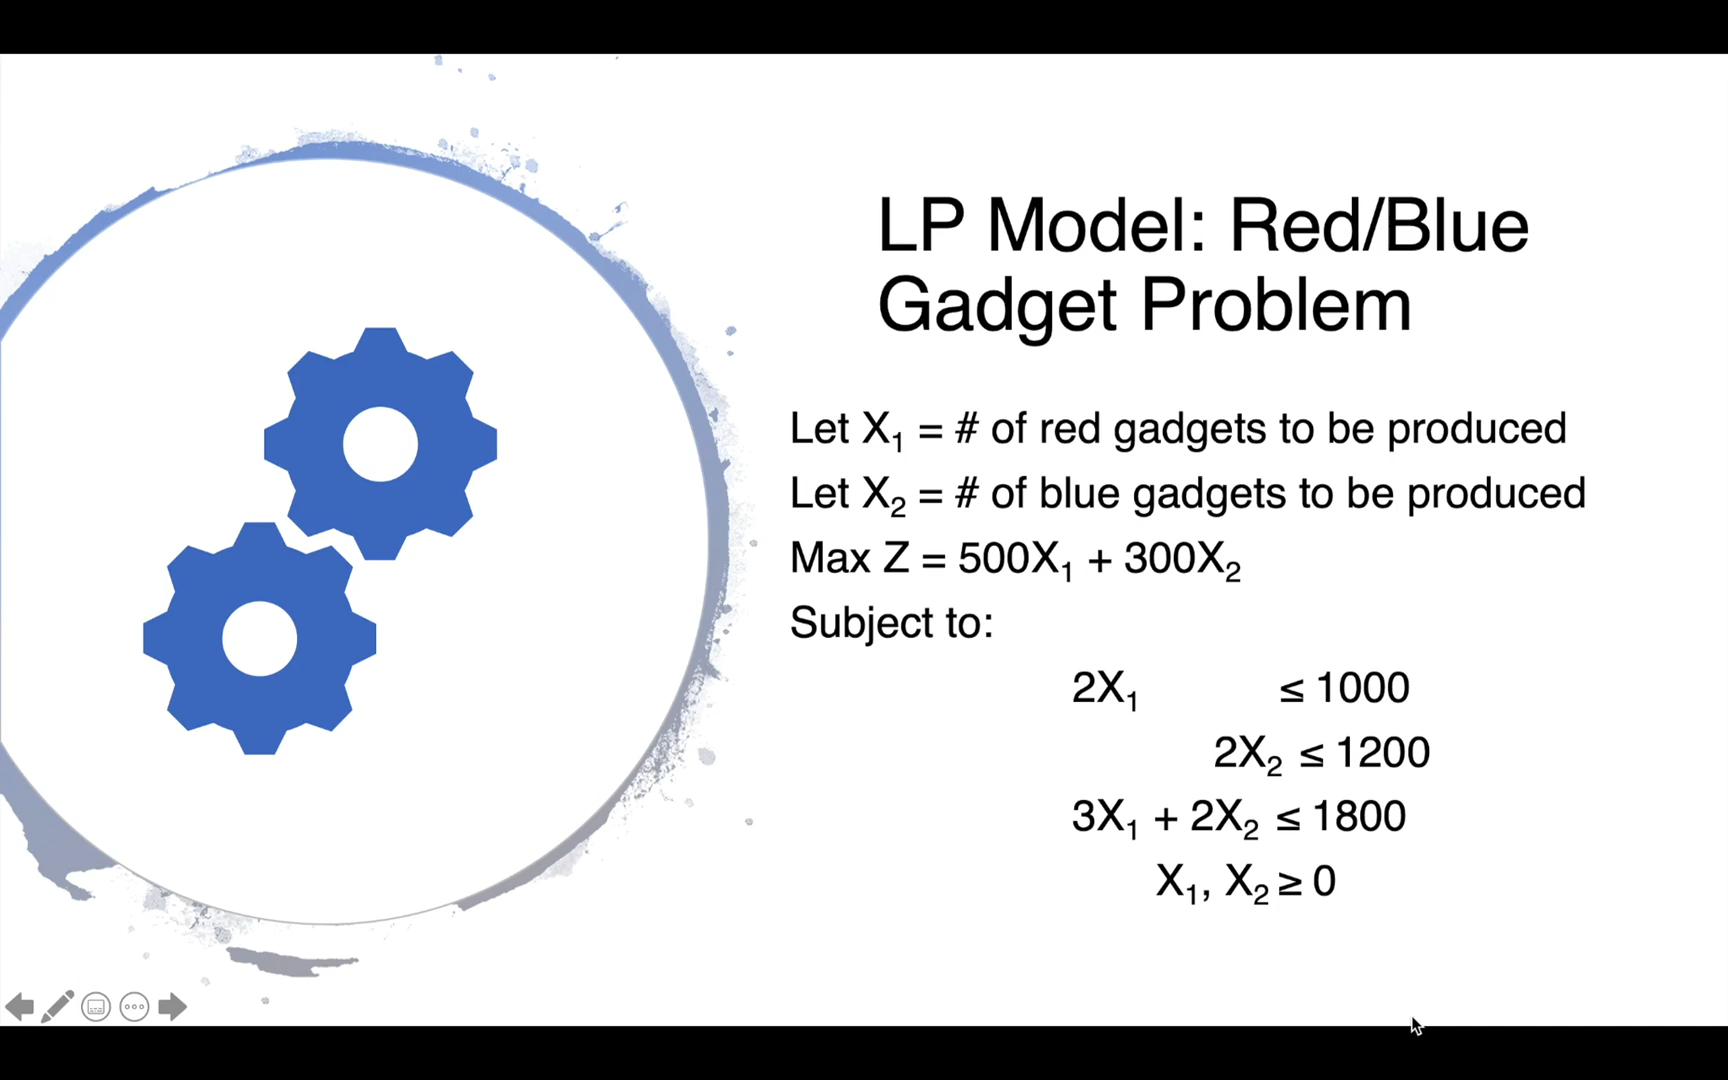 LP Model: Red/Blue
Gadget Problem
Let X₁ = # of red gadgets to be produced
Let X₂ = # of blue gadgets to be produced
Max Z = 500X₁ + 300X₂
Subject to:
2X₁ ≤ 1000
2X₂ ≤ 1200
3X₁ + 2X₂ ≤ 1800
X₁, X₂ ≥ 0